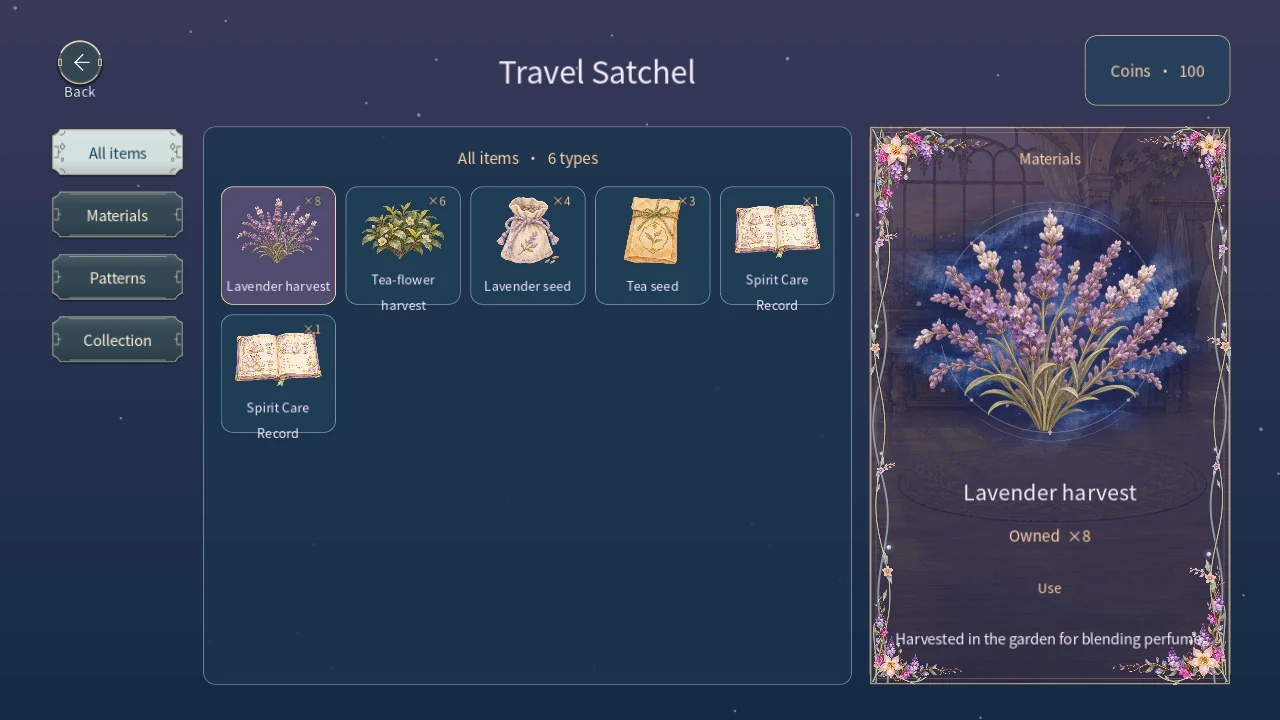 Back
Travel Satchel
Coins • 100
All items
Materials
Patterns
Collection
All items • 6 types
×8
Lavender harvest
×6
Tea-flower
harvest
×4
Lavender seed
×3
Tea seed
×1
Spirit Care
Record
×1
Spirit Care
Record
Materials
Lavender harvest
Owned ×8
Use
Harvested in the garden for blending perfume.